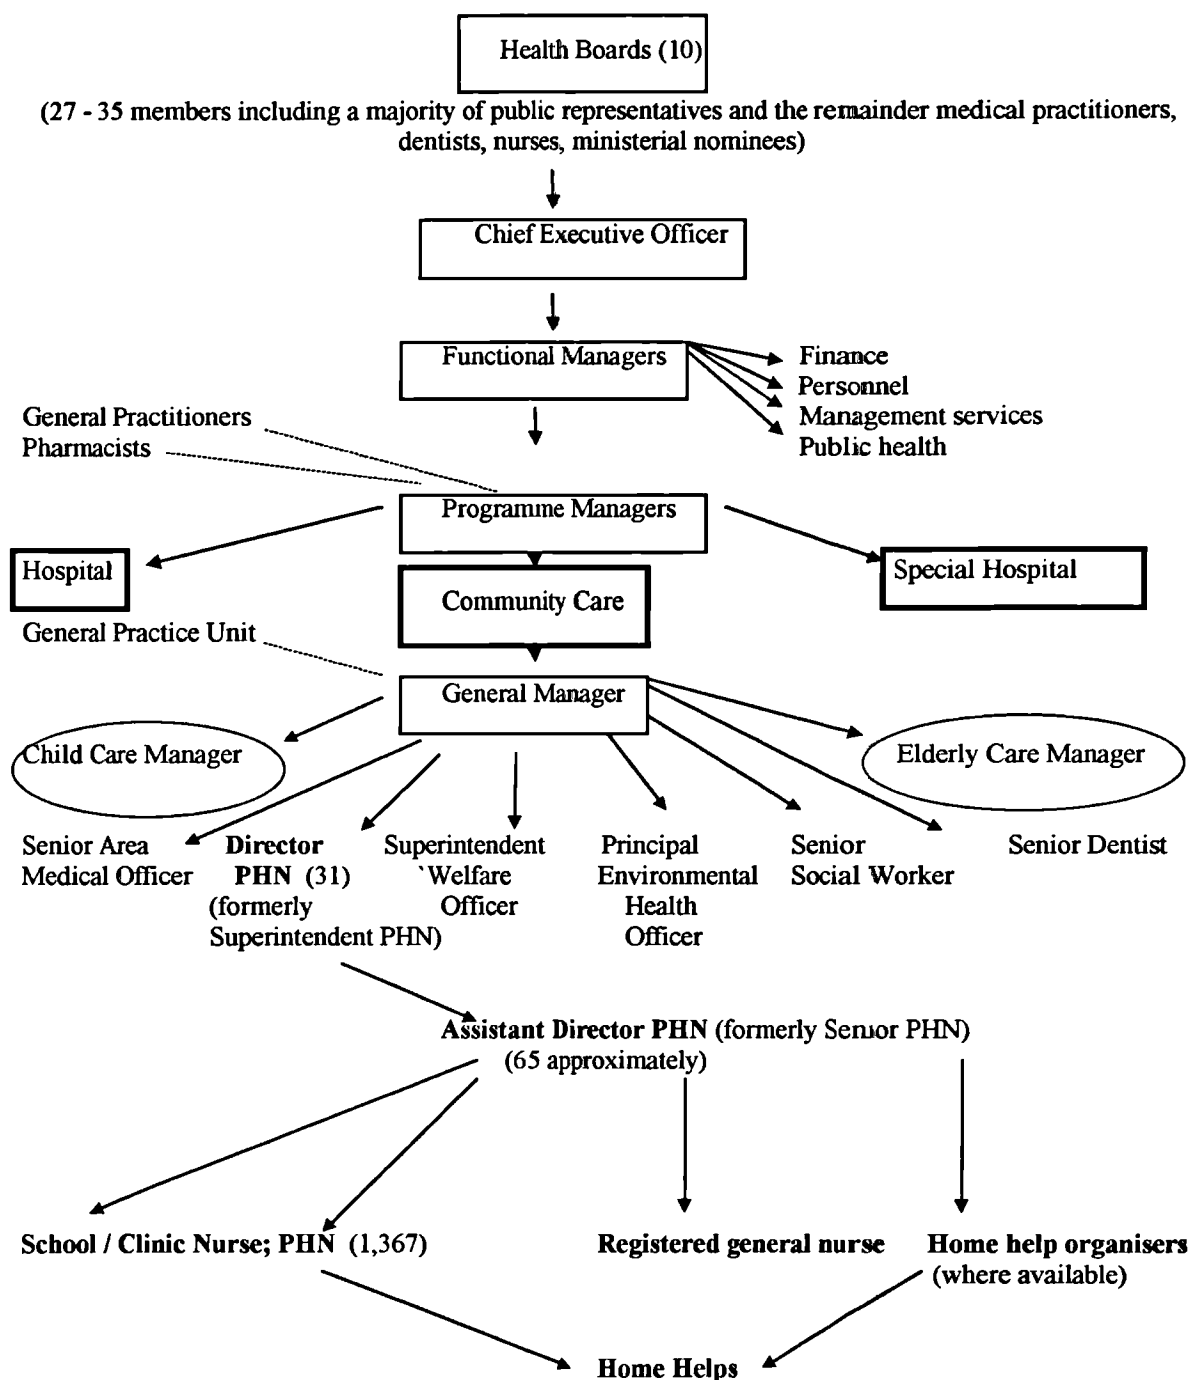 Health Boards (10)
(27 - 35 members including a majority of public representatives and the remainder medical practitioners,
dentists, nurses, ministerial nominees)
Chief Executive Officer
Functional Managers
Finance
Personnel
Management services
Public health
General Practitioners
Pharmacists
Programme Managers
Hospital
Community Care
Special Hospital
General Practice Unit
General Manager
Child Care Manager
Elderly Care Manager
Senior Area
Medical Officer
Director
PHN (31)
(formerly
Superintendent PHN)
Superintendent
Welfare
Officer
Principal
Environmental
Health
Officer
Senior
Social Worker
Senior Dentist
Assistant Director PHN (formerly Senior PHN)
(65 approximately)
School / Clinic Nurse; PHN (1,367)
Registered general nurse
Home help organisers
(where available)
Home Helps